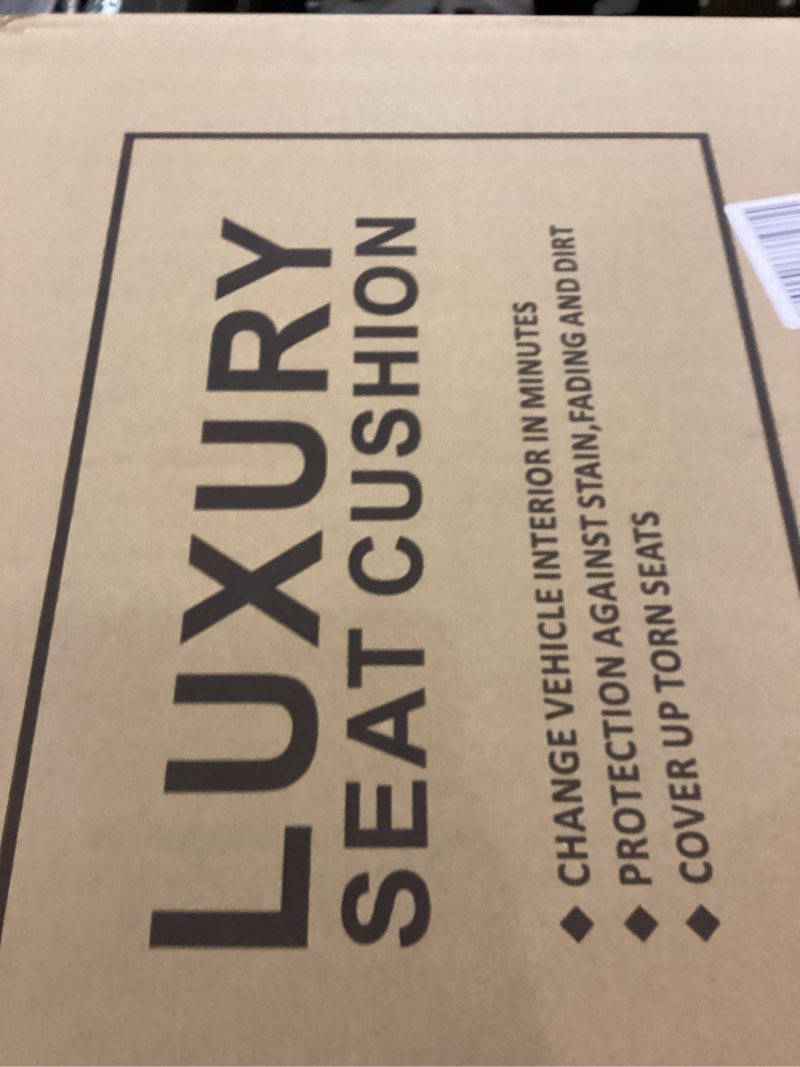 LUXURY
SEAT CUSHION
◆ CHANGE VEHICLE INTERIOR IN MINUTES
◆ PROTECTION AGAINST STAIN,FADING AND DIRT
◆ COVER UP TORN SEATS